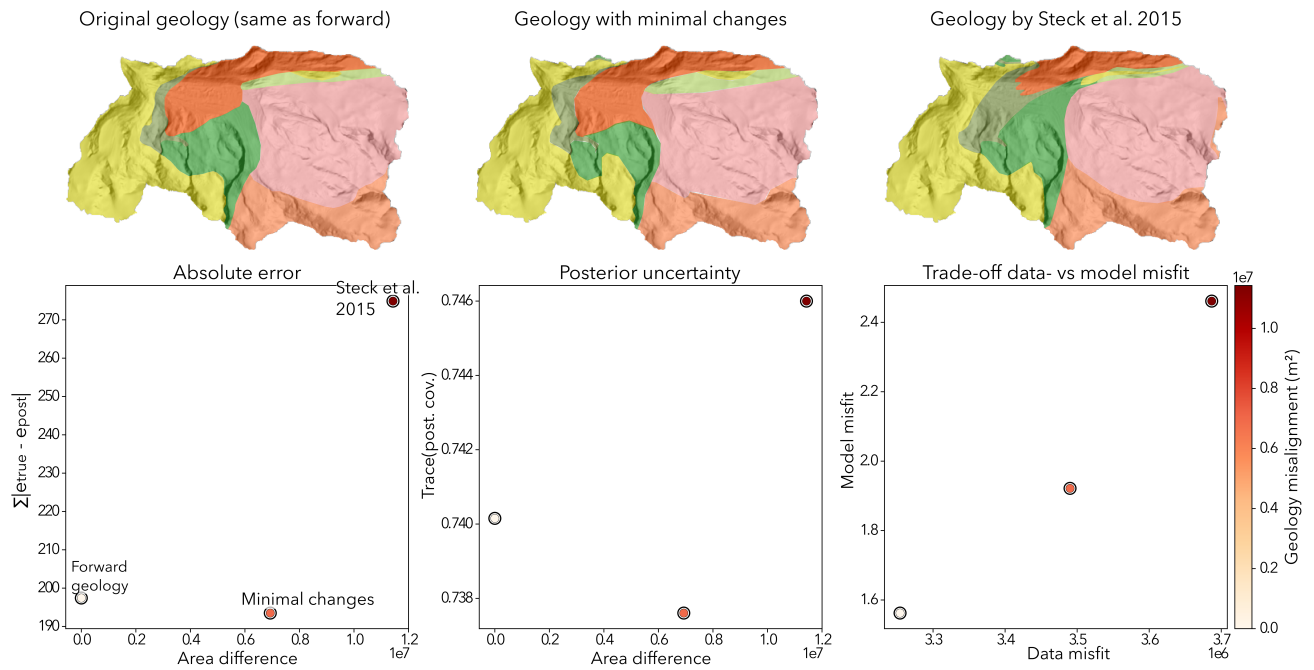 Original geology (same as forward)
Geology with minimal changes
Geology by Steck et al. 2015
Absolute error
Σ|etrue - epost|
270
260
250
240
230
220
210
200
190
Steck et al.
2015
Forward
geology
Minimal changes
0.0 0.2 0.4 0.6 0.8 1.0 1.2
1e7
Area difference
Posterior uncertainty
Trace(post. cov.)
0.746
0.744
0.742
0.740
0.738
0.0 0.2 0.4 0.6 0.8 1.0 1.2
1e7
Area difference
Trade-off data- vs model misfit
Model misfit
2.4
2.2
2.0
1.8
1.6
3.3 3.4 3.5 3.6 3.7
1e6
Data misfit
1e7
1.0
0.8
0.6
0.4
0.2
0.0
Geology misalignment (m²)